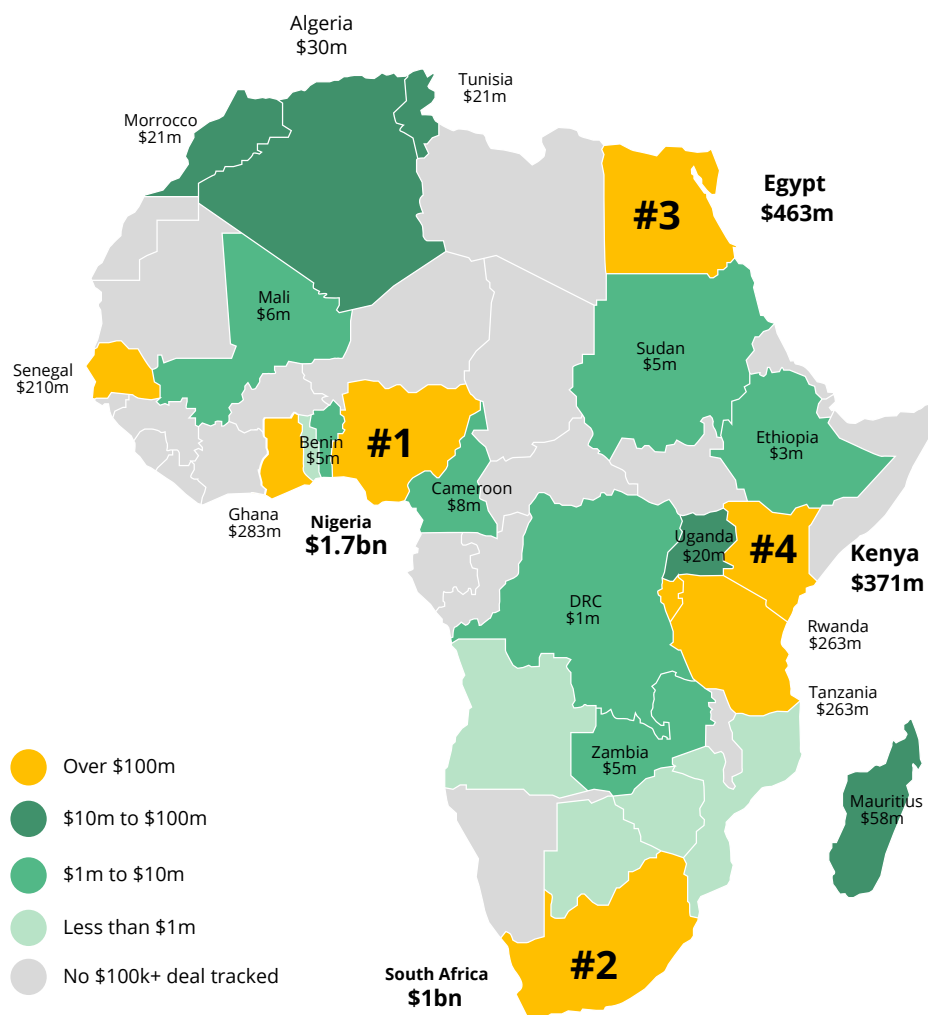 Algeria
$30m
Tunisia
$21m
Morrocco
$21m
#3
Egypt
$463m
Mali
$6m
Senegal
$210m
Sudan
$5m
#1
Benin
$5m
Ethiopia
$3m
Cameroon
$8m
Ghana
$283m
Nigeria
$1.7bn
Uganda
$20m
#4
Kenya
$371m
DRC
$1m
Rwanda
$263m
Tanzania
$263m
Zambia
$5m
Mauritius
$58m
Over $100m
$10m to $100m
$1m to $10m
Less than $1m
No $100k+ deal tracked
South Africa
$1bn
#2